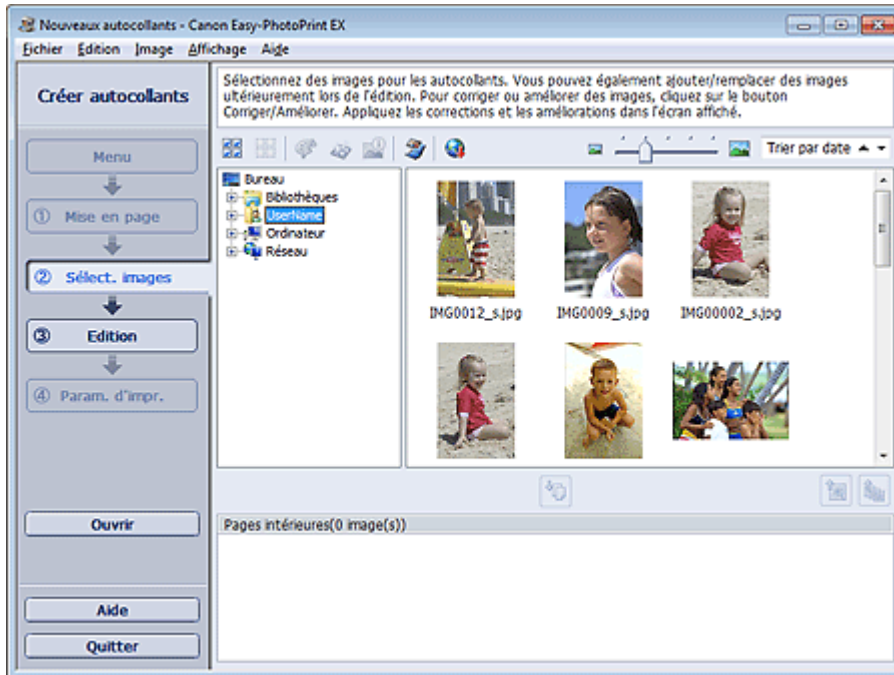 Nouveaux autocollants - Canon Easy-PhotoPrint EX
Fichier Edition Image Affichage Aide
Créer autocollants
Sélectionnez des images pour les autocollants. Vous pouvez également ajouter/remplacer des images
ultérieurement lors de l'édition. Pour corriger ou améliorer des images, cliquez sur le bouton
Corriger/Améliorer. Appliquez les corrections et les améliorations dans l'écran affiché.
Menu
① Mise en page
② Sélect. images
③ Edition
④ Param. d'impr.
Ouvrir
Aide
Quitter
Trier par date
Bureau
Bibliothèques
UserName
Ordinateur
Réseau
IMG0012_s.jpg IMG0009_s.jpg IMG00002_s.jpg
Pages intérieures(0 image(s))